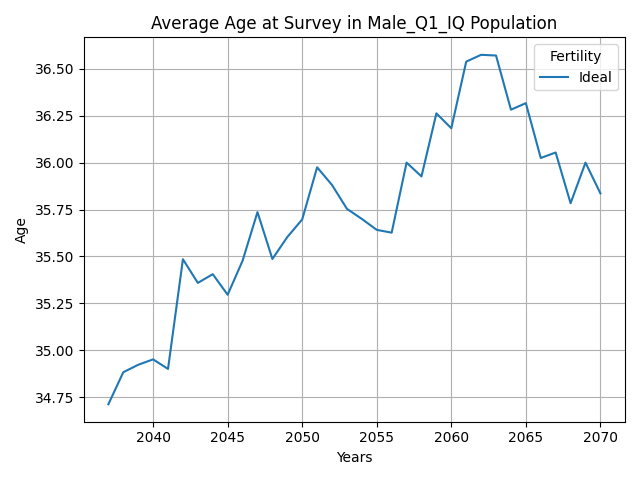 Average Age at Survey in Male_Q1_IQ Population
Fertility
Ideal
36.50
36.25
36.00
35.75
35.50
35.25
35.00
34.75
Age
2040 2045 2050 2055 2060 2065 2070
Years